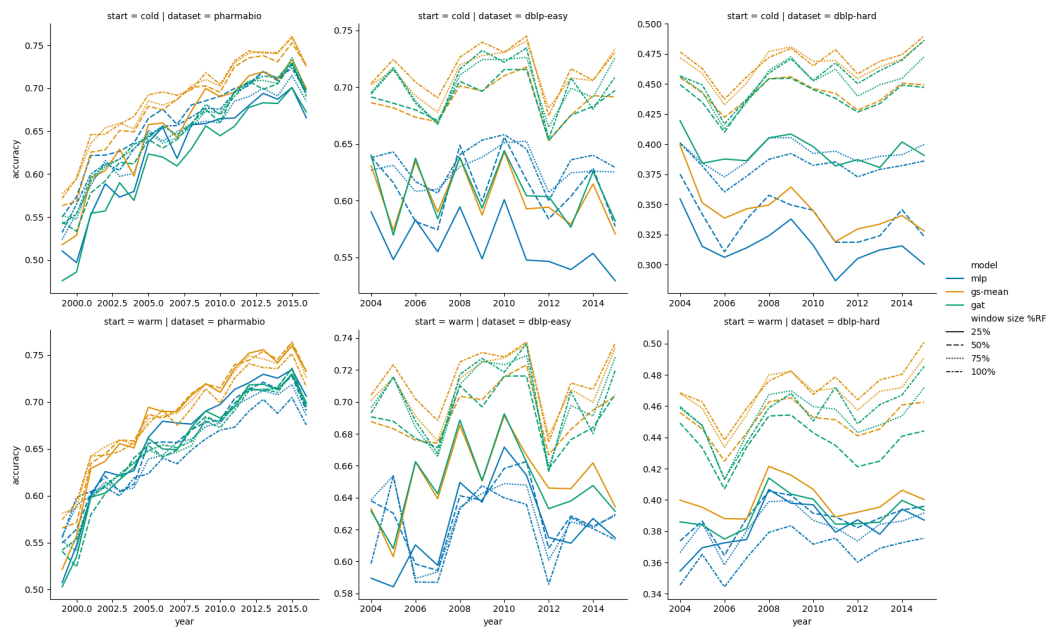 start = cold | dataset = pharmabio
start = cold | dataset = dblp-easy
start = cold | dataset = dblp-hard
accuracy
0.75
0.70
0.65
0.60
0.55
0.50
2000.0 2002.5 2005.0 2007.5 2010.0 2012.5 2015.0
0.75
0.70
0.65
0.60
0.55
2004 2006 2008 2010 2012 2014
0.500
0.475
0.450
0.425
0.400
0.375
0.350
0.325
0.300
2004 2006 2008 2010 2012 2014
model
mlp
gs-mean
gat
window size %RF
25%
50%
75%
100%
start = warm | dataset = pharmabio
start = warm | dataset = dblp-easy
start = warm | dataset = dblp-hard
accuracy
0.75
0.70
0.65
0.60
0.55
0.50
2000.0 2002.5 2005.0 2007.5 2010.0 2012.5 2015.0
year
0.74
0.72
0.70
0.68
0.66
0.64
0.62
0.60
0.58
2004 2006 2008 2010 2012 2014
year
0.50
0.48
0.46
0.44
0.42
0.40
0.38
0.36
0.34
2004 2006 2008 2010 2012 2014
year